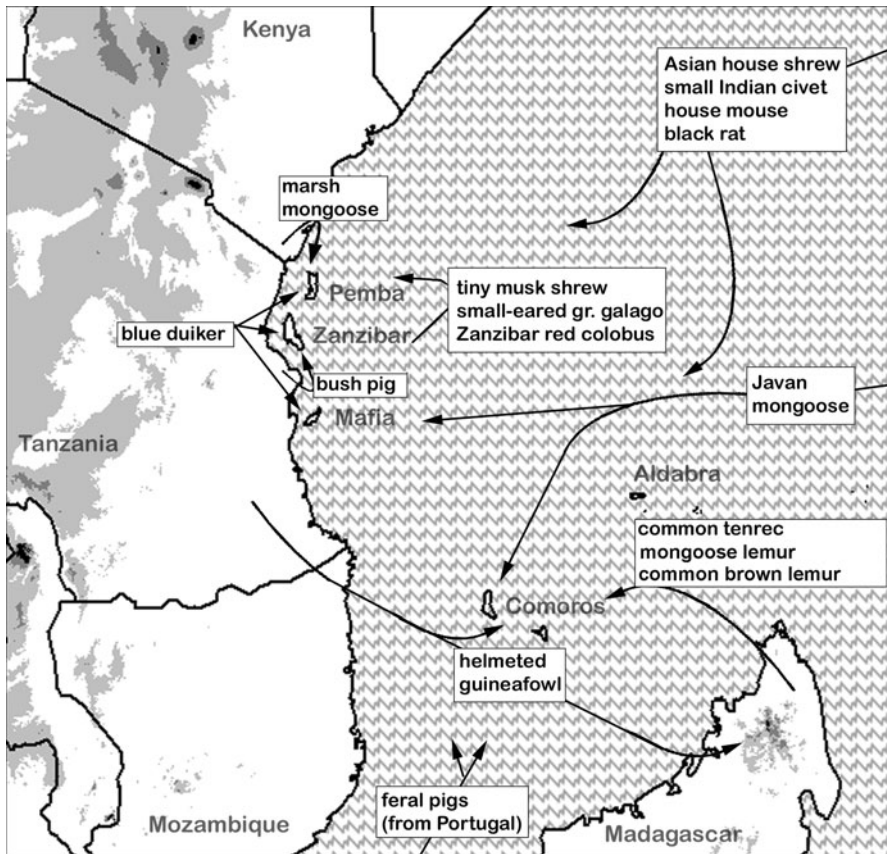 Kenya
Asian house shrew
small Indian civet
house mouse
black rat
marsh
mongoose
Pemba
tiny musk shrew
small-eared gr. galago
Zanzibar red colobus
blue duiker
Zanzibar
bush pig
Javan
mongoose
Mafia
Tanzania
Aldabra
common tenrec
mongoose lemur
common brown lemur
Comoros
helmeted
guineafowl
feral pigs
(from Portugal)
Mozambique
Madagascar